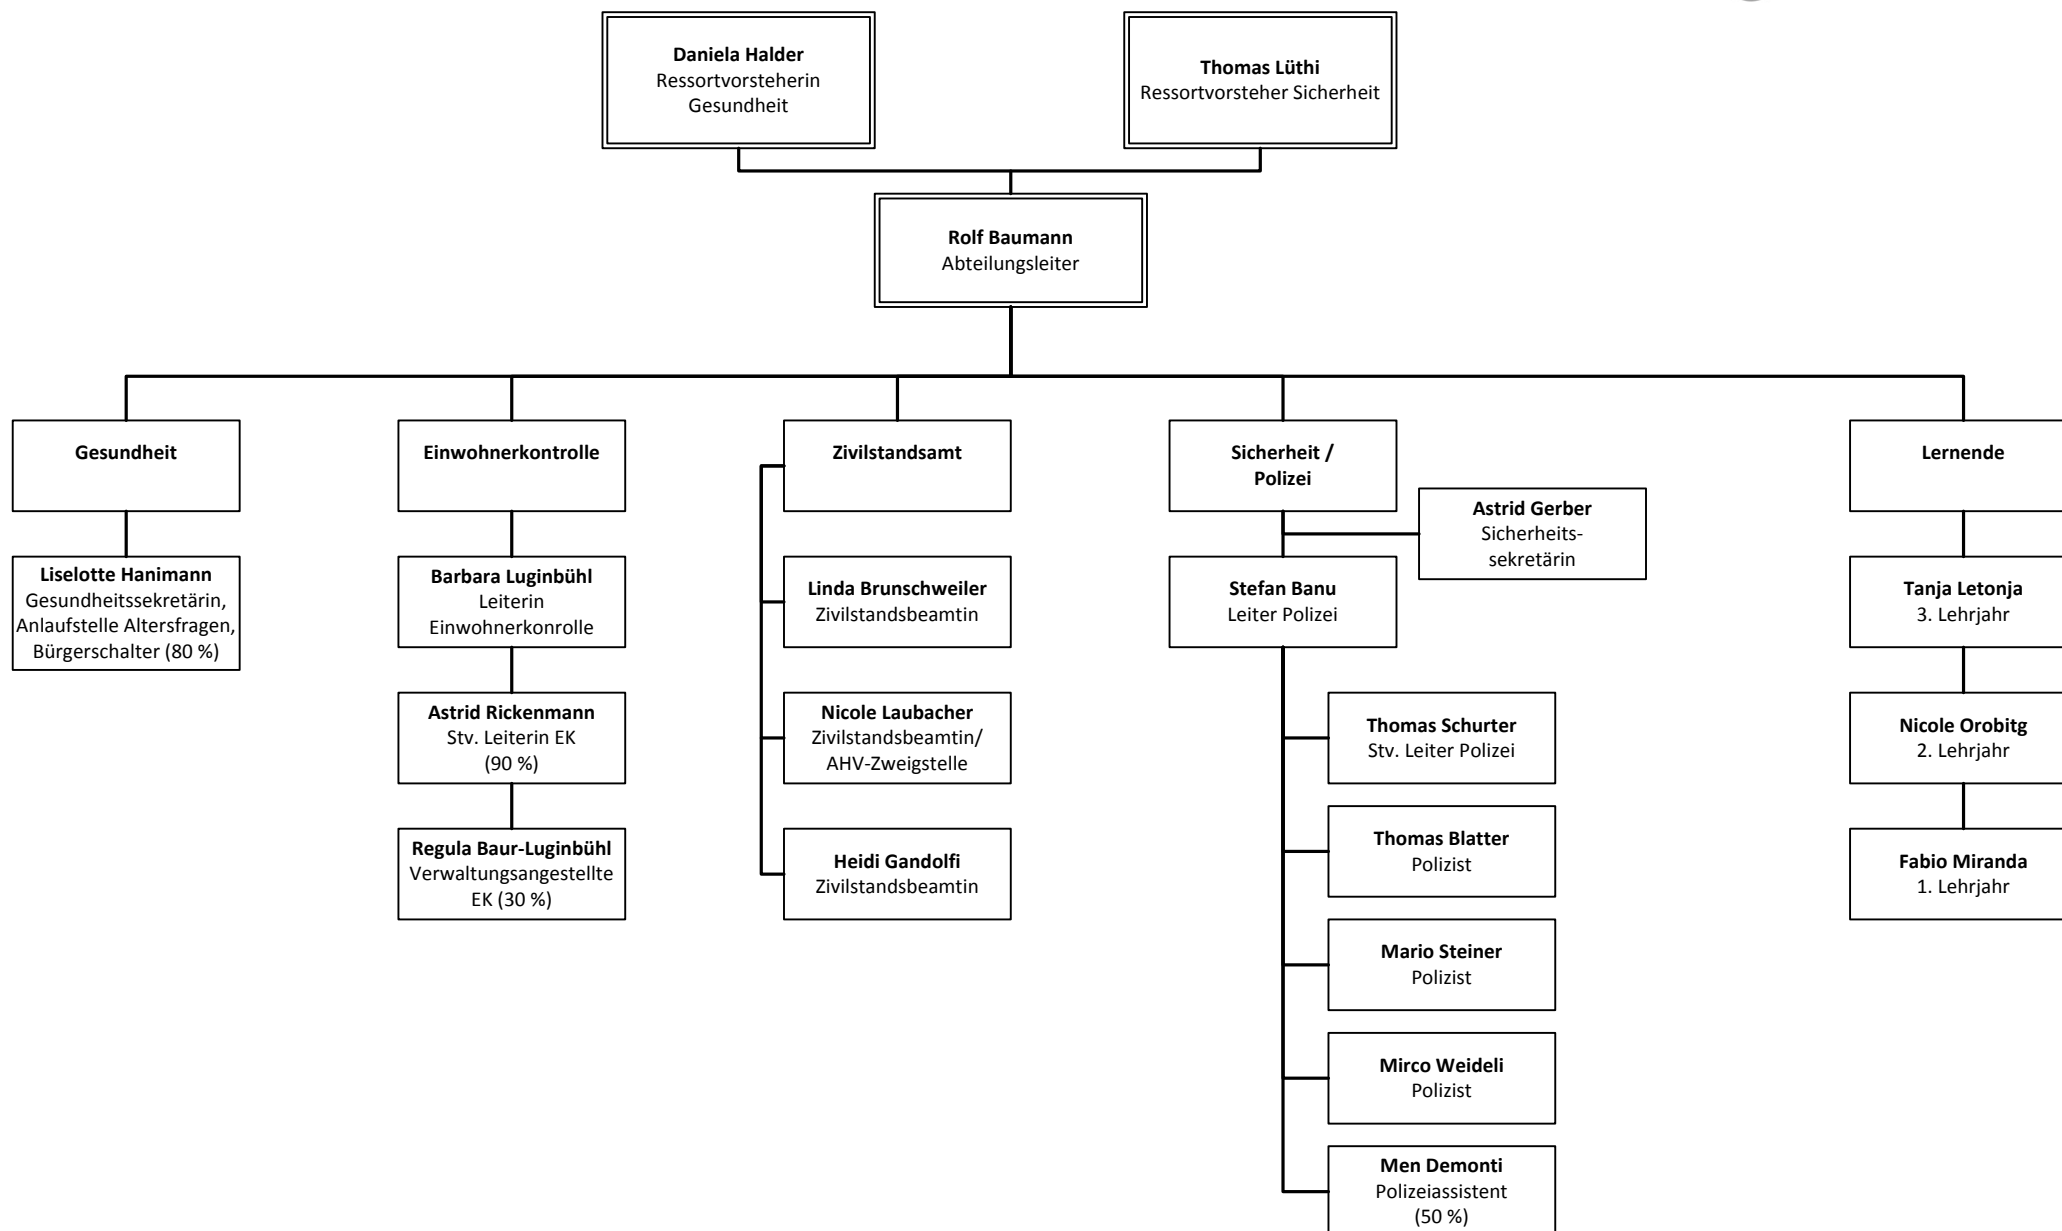 Daniela Halder
Ressortvorsteherin
Gesundheit
Thomas Lüthi
Ressortvorsteher Sicherheit
Rolf Baumann
Abteilungsleiter
Gesundheit
Einwohnerkontrolle
Zivilstandsamt
Sicherheit /
Polizei
Lernende
Astrid Gerber
Sicherheits-
sekretärin
Liselotte Hanimann
Gesundheitssekretärin,
Anlaufstelle Altersfragen,
Bürgerschalter (80 %)
Barbara Luginbühl
Leiterin
Einwohnerkonrolle
Linda Brunschweiler
Zivilstandsbeamtin
Stefan Banu
Leiter Polizei
Tanja Letonja
3. Lehrjahr
Astrid Rickenmann
Stv. Leiterin EK
(90 %)
Nicole Laubacher
Zivilstandsbeamtin/
AHV-Zweigstelle
Thomas Schurter
Stv. Leiter Polizei
Nicole Orobitg
2. Lehrjahr
Regula Baur-Luginbühl
Verwaltungsangestellte
EK (30 %)
Heidi Gandolfi
Zivilstandsbeamtin
Thomas Blatter
Polizist
Fabio Miranda
1. Lehrjahr
Mario Steiner
Polizist
Mirco Weideli
Polizist
Men Demonti
Polizeiassistent
(50 %)